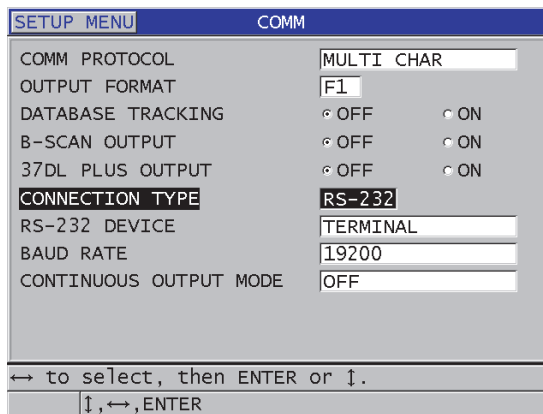 SETUP MENU COMM
COMM PROTOCOL MULTI CHAR
OUTPUT FORMAT F1
DATABASE TRACKING OFF ON
B-SCAN OUTPUT OFF ON
37DL PLUS OUTPUT OFF ON
CONNECTION TYPE RS-232
RS-232 DEVICE TERMINAL
BAUD RATE 19200
CONTINUOUS OUTPUT MODE OFF
↔ to select, then ENTER or ↕.
↕,↔,ENTER